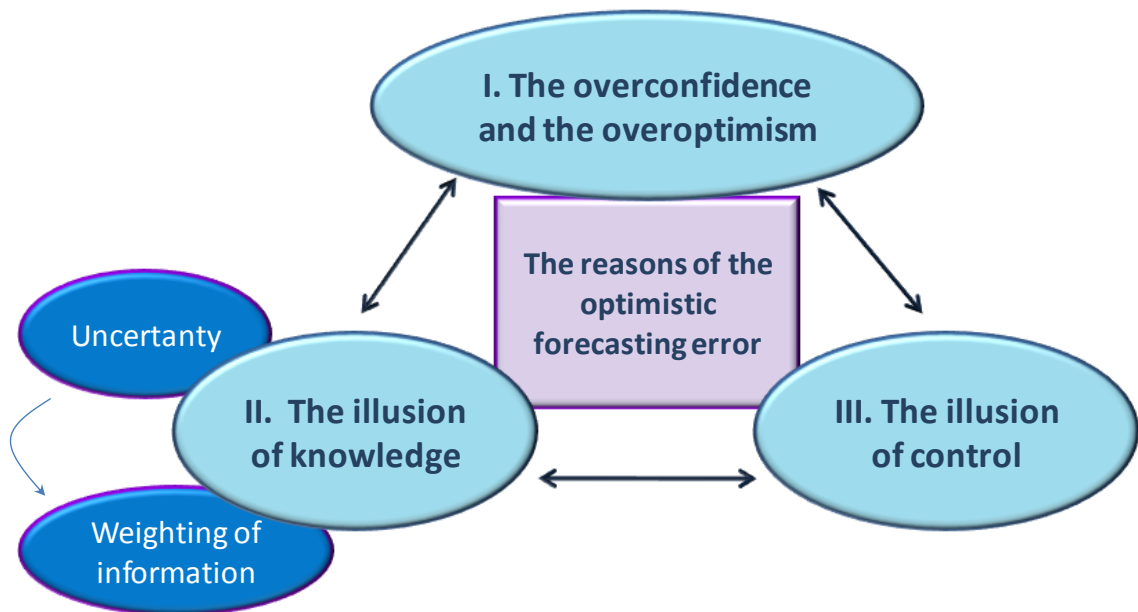 I. The overconfidence
and the overoptimism
The reasons of the
optimistic
forecasting error
Uncertanty
II.  The illusion
of knowledge
III. The illusion
of control
Weighting of
information